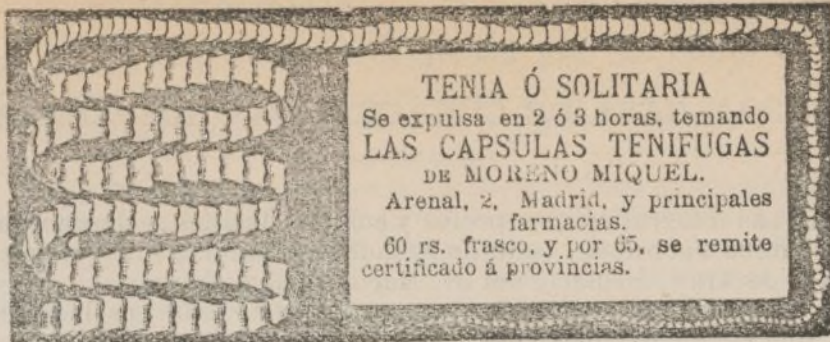 TENIA Ó SOLITARIA
Se expulsa en 2 ó 3 horas, temando
LAS CAPSULAS TENIFUGAS
DE MORENO MIQUEL.
Arenal, 2, Madrid, y principales
farmacias.
60 rs. frasco, y por 65, se remite
certificado á provincias.